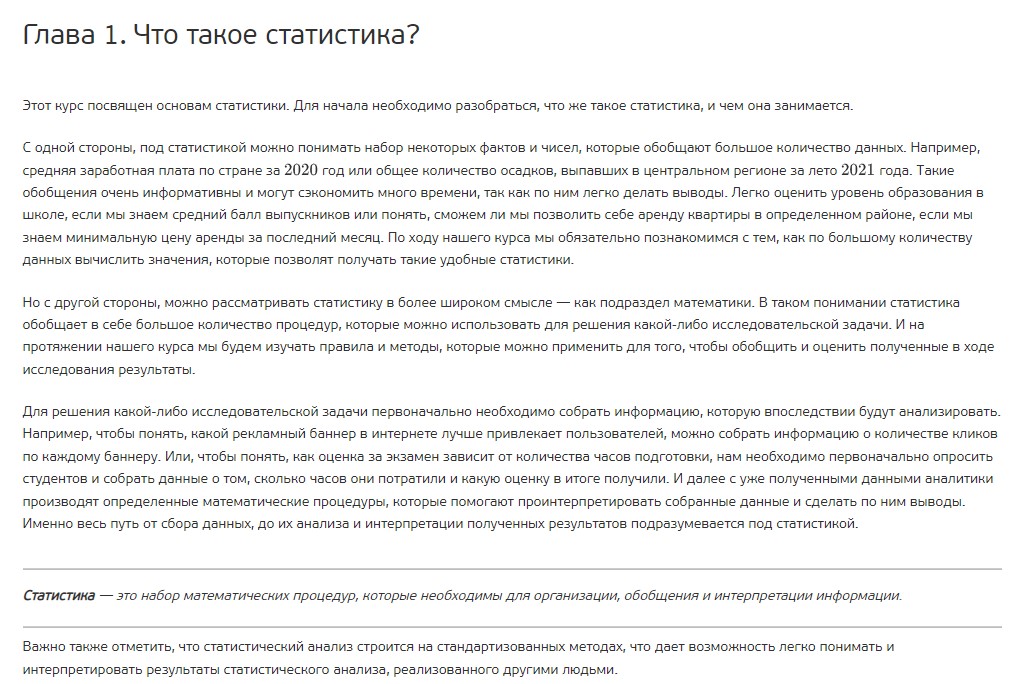 Глава 1. Что такое статистика?
Этот курс посвящен основам статистики. Для начала необходимо разобраться, что же такое статистика, и чем она занимается.
С одной стороны, под статистикой можно понимать набор некоторых фактов и чисел, которые обобщают большое количество данных. Например,
средняя заработная плата по стране за 2020 год или общее количество осадков, выпавших в центральном регионе за лето 2021 года. Такие
обобщения очень информативны и могут сэкономить много времени, так как по ним легко делать выводы. Легко оценить уровень образования в
школе, если мы знаем средний балл выпускников или понять, сможем ли мы позволить себе аренду квартиры в определенном районе, если мы
знаем минимальную цену аренды за последний месяц. По ходу нашего курса мы обязательно познакомимся с тем, как по большому количеству
данных вычислить значения, которые позволят получать такие удобные статистики.
Но с другой стороны, можно рассматривать статистику в более широком смысле — как подраздел математики. В таком понимании статистика
обобщает в себе большое количество процедур, которые можно использовать для решения какой-либо исследовательской задачи. И на
протяжении нашего курса мы будем изучать правила и методы, которые можно применить для того, чтобы обобщить и оценить полученные в ходе
исследования результаты.
Для решения какой-либо исследовательской задачи первоначально необходимо собрать информацию, которую впоследствии будут анализировать.
Например, чтобы понять, какой рекламный баннер в интернете лучше привлекает пользователей, можно собрать информацию о количестве кликов
по каждому баннеру. Или, чтобы понять, как оценка за экзамен зависит от количества часов подготовки, нам необходимо первоначально опросить
студентов и собрать данные о том, сколько часов они потратили и какую оценку в итоге получили. И далее с уже полученными данными аналитики
производят определенные математические процедуры, которые помогают проинтерпретировать собранные данные и сделать по ним выводы.
Именно весь путь от сбора данных, до их анализа и интерпретации полученных результатов подразумевается под статистикой.
Статистика — это набор математических процедур, которые необходимы для организации, обобщения и интерпретации информации.
Важно также отметить, что статистический анализ строится на стандартизованных методах, что дает возможность легко понимать и
интерпретировать результаты статистического анализа, реализованного другими людьми.